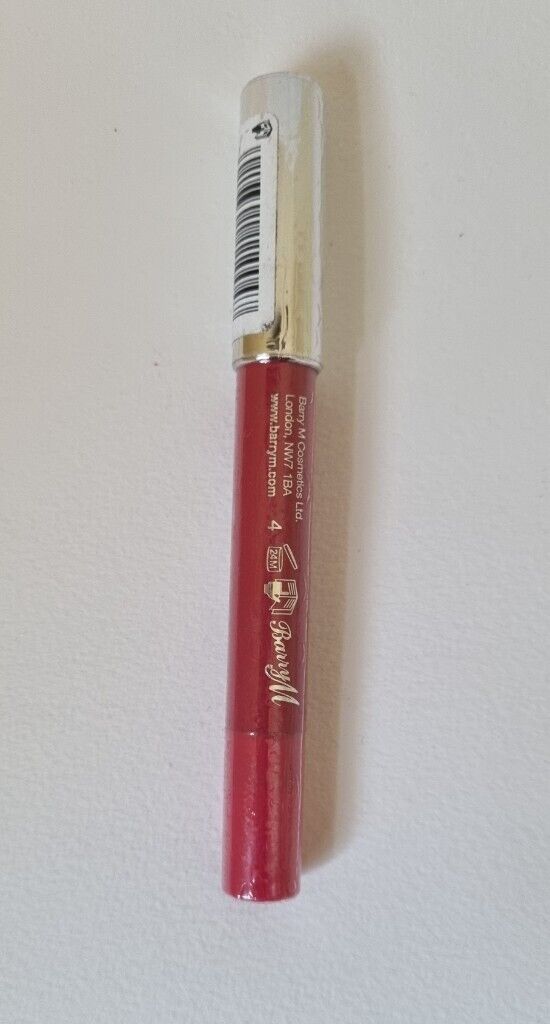 Barry M Cosmetics Ltd.
London, NW7 1BA
www.barrym.com
4
24M
Barry M